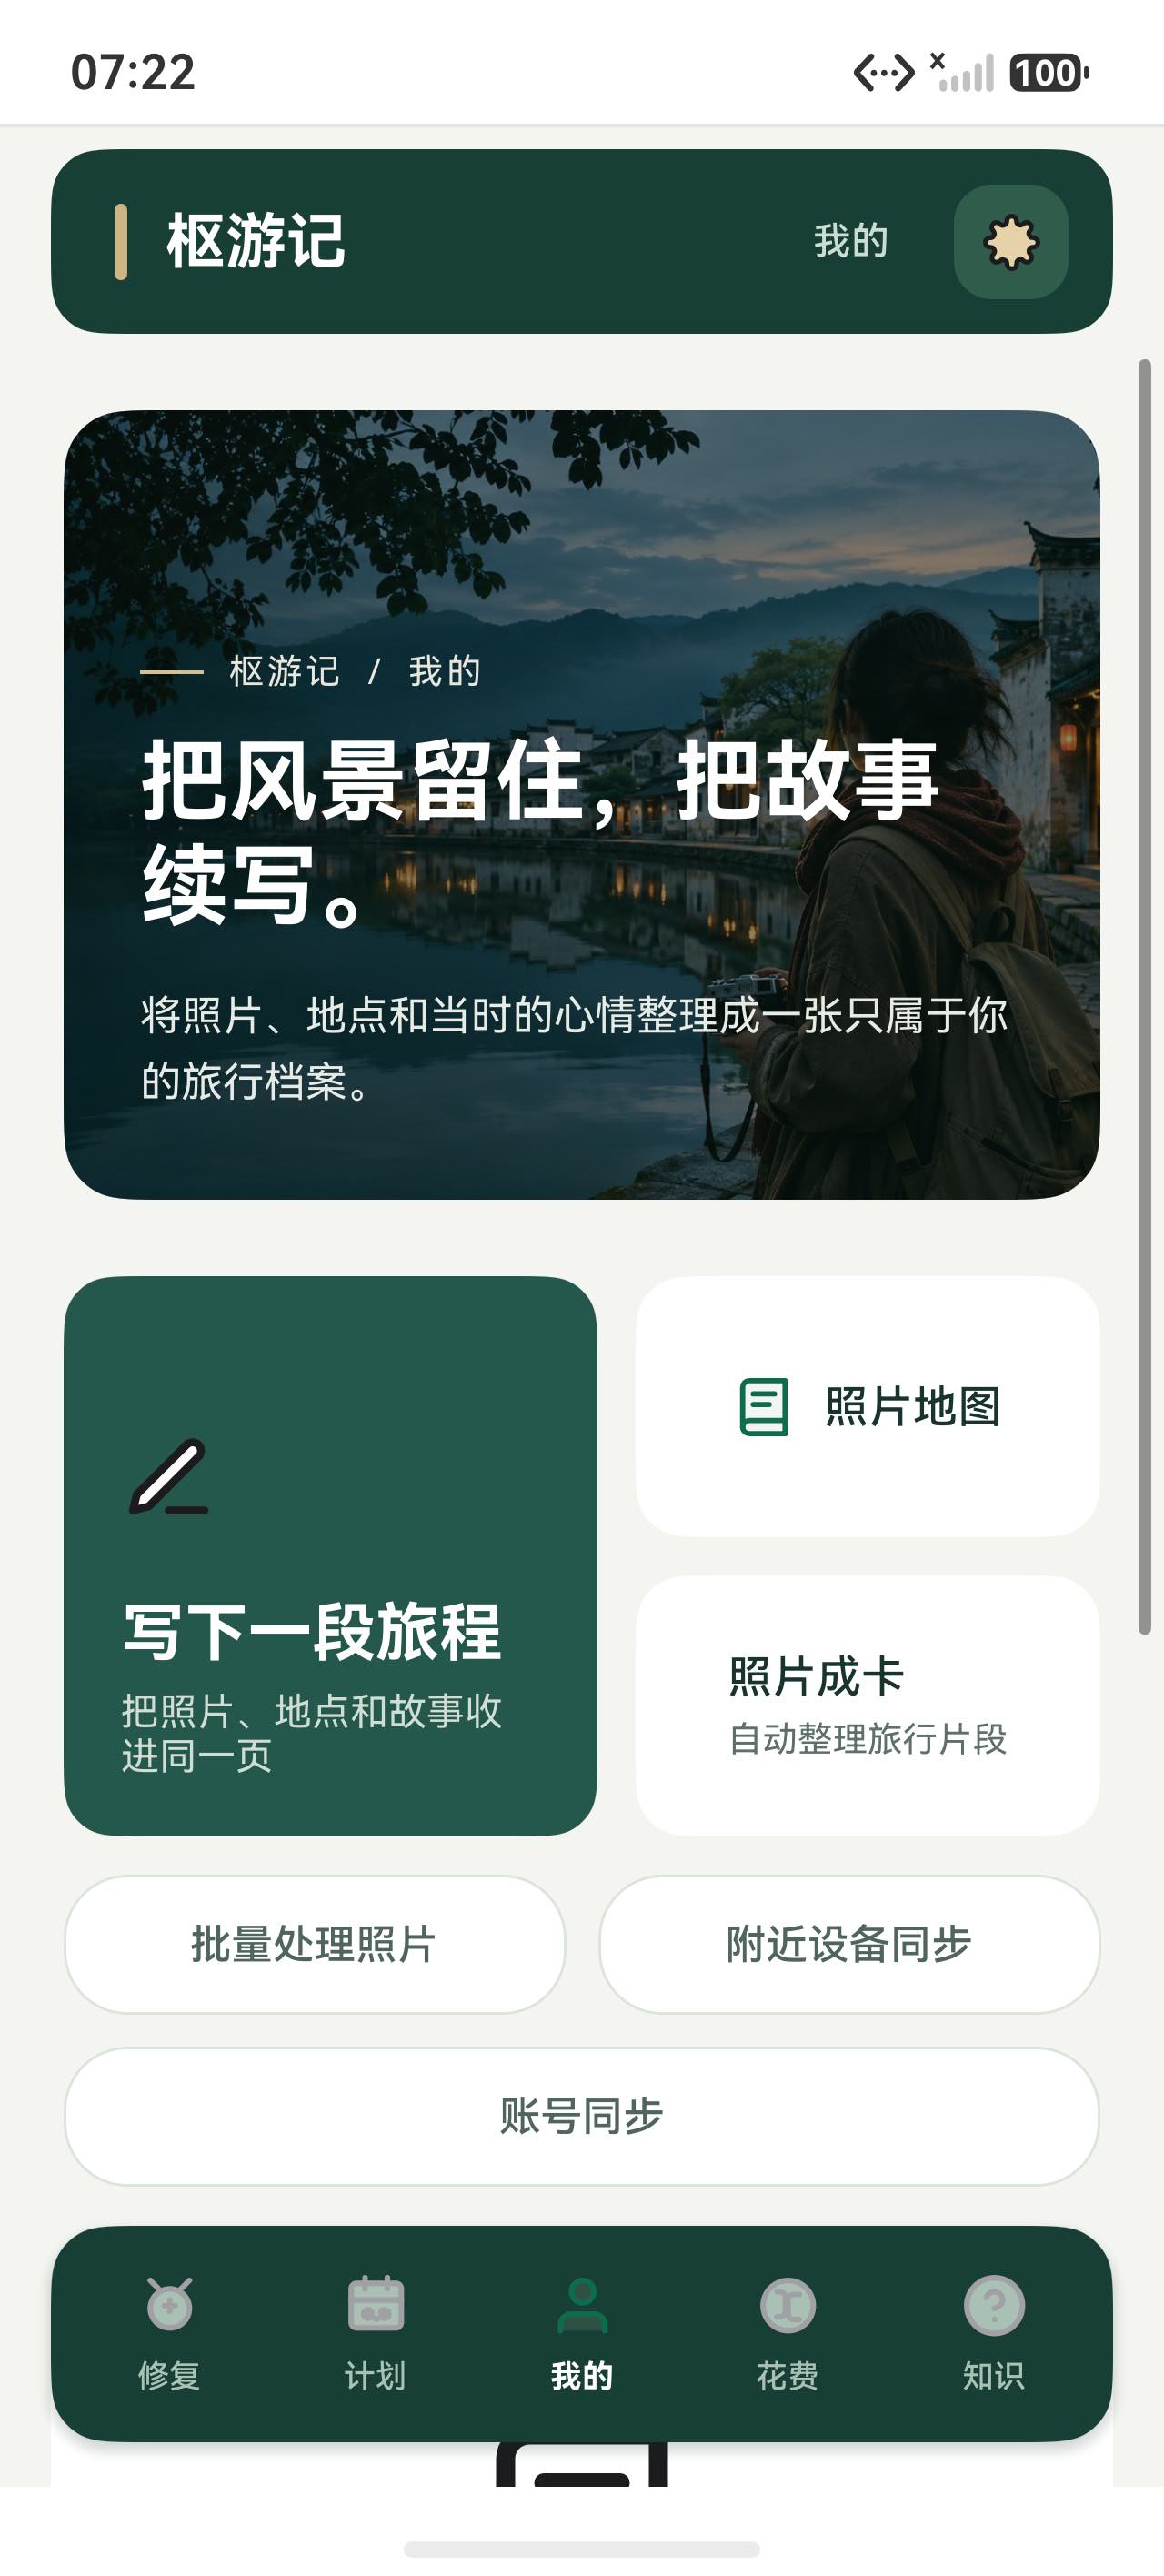 07:22
100
枢游记
我的
枢游记 / 我的
把风景留住，把故事
续写。
将照片、地点和当时的心情整理成一张只属于你
的旅行档案。
写下一段旅程
把照片、地点和故事收
进同一页
照片地图
照片成卡
自动整理旅行片段
批量处理照片
附近设备同步
账号同步
修复
计划
我的
花费
知识